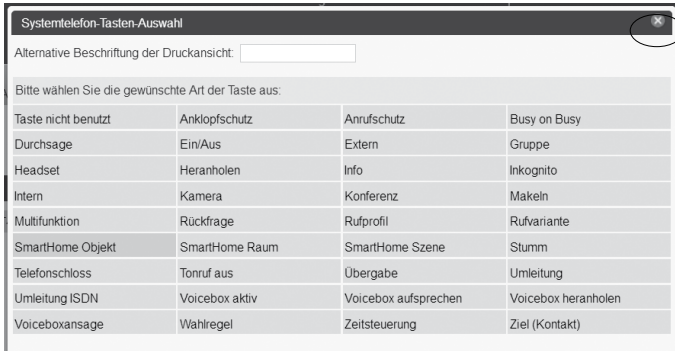 Systemtelefon-Tasten-Auswahl
Alternative Beschriftung der Druckansicht:
Bitte wählen Sie die gewünschte Art der Taste aus:
Taste nicht benutzt Anklopfschutz Anrufschutz Busy on Busy
Durchsage Ein/Aus Extern Gruppe
Headset Heranholen Info Inkognito
Intern Kamera Konferenz Makeln
Multifunktion Rückfrage Rufprofil Rufvariante
SmartHome Objekt SmartHome Raum SmartHome Szene Stumm
Telefonschloss Tonruf aus Übergabe Umleitung
Umleitung ISDN Voicebox aktiv Voicebox aufsprechen Voicebox heranholen
Voiceboxansage Wahlregel Zeitsteuerung Ziel (Kontakt)